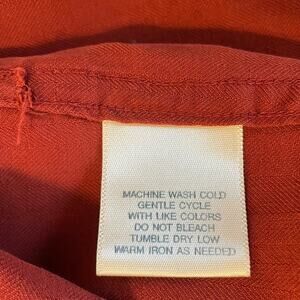 MACHINE WASH COLD
GENTLE CYCLE
WITH LIKE COLORS
DO NOT BLEACH
TUMBLE DRY LOW
WARM IRON AS NEEDED